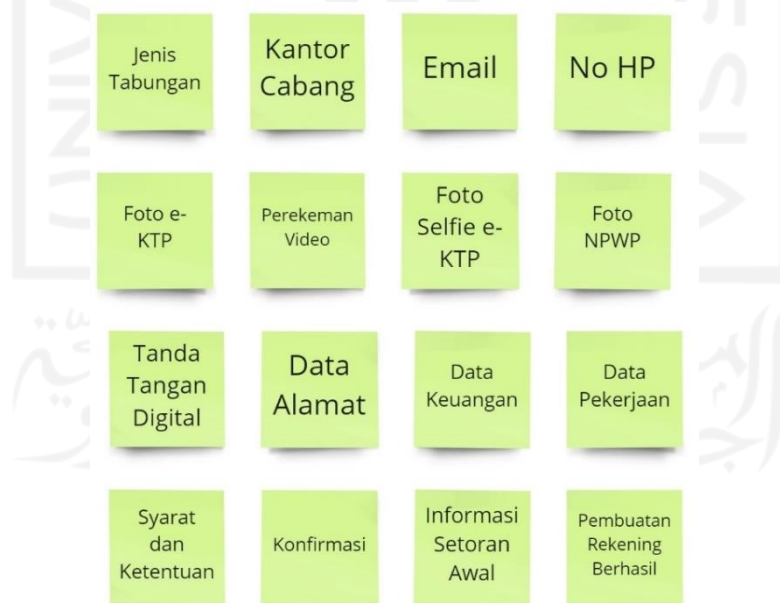 Jenis
Tabungan
Kantor
Cabang
Email
No HP
Foto e-
KTP
Perekeman
Video
Foto
Selfie e-
KTP
Foto
NPWP
Tanda
Tangan
Digital
Data
Alamat
Data
Keuangan
Data
Pekerjaan
Syarat
dan
Ketentuan
Konfirmasi
Informasi
Setoran
Awal
Pembuatan
Rekening
Berhasil